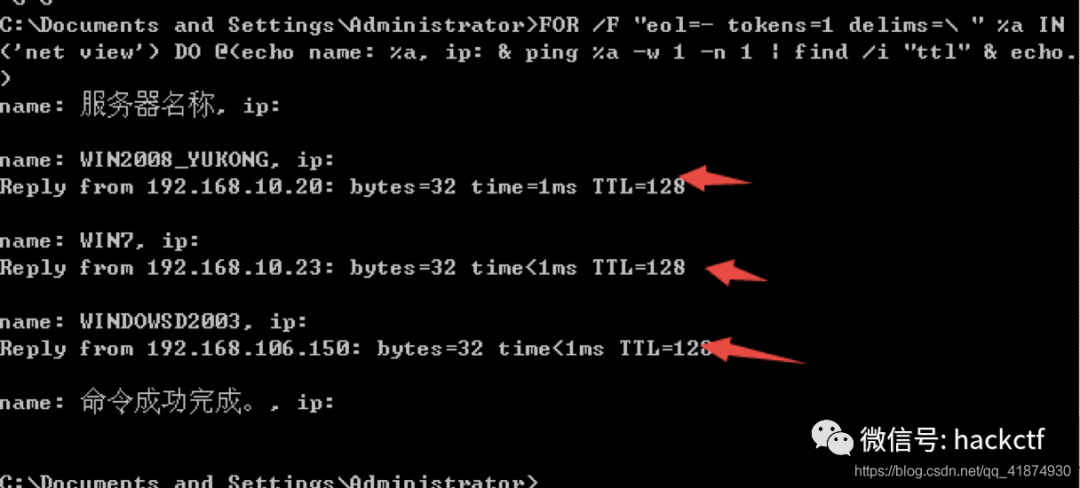 C:\Documents and Settings\Administrator>FOR /F "eol=- tokens=1 delims=\ " %a IN
('net view') DO @(echo name: %a, ip: & ping %a -w 1 -n 1 | find /i "ttl" & echo.
)
name: 服务器名称, ip:
name: WIN2008_YUKONG, ip:
Reply from 192.168.10.20: bytes=32 time=1ms TTL=128
name: WIN7, ip:
Reply from 192.168.10.23: bytes=32 time<1ms TTL=128
name: WINDOWSD2003, ip:
Reply from 192.168.106.150: bytes=32 time<1ms TTL=128
name: 命令成功完成。, ip:
微信号: hackctf
https://blog.csdn.net/qq_41874930
C:\Documents and Settings\Administrator>